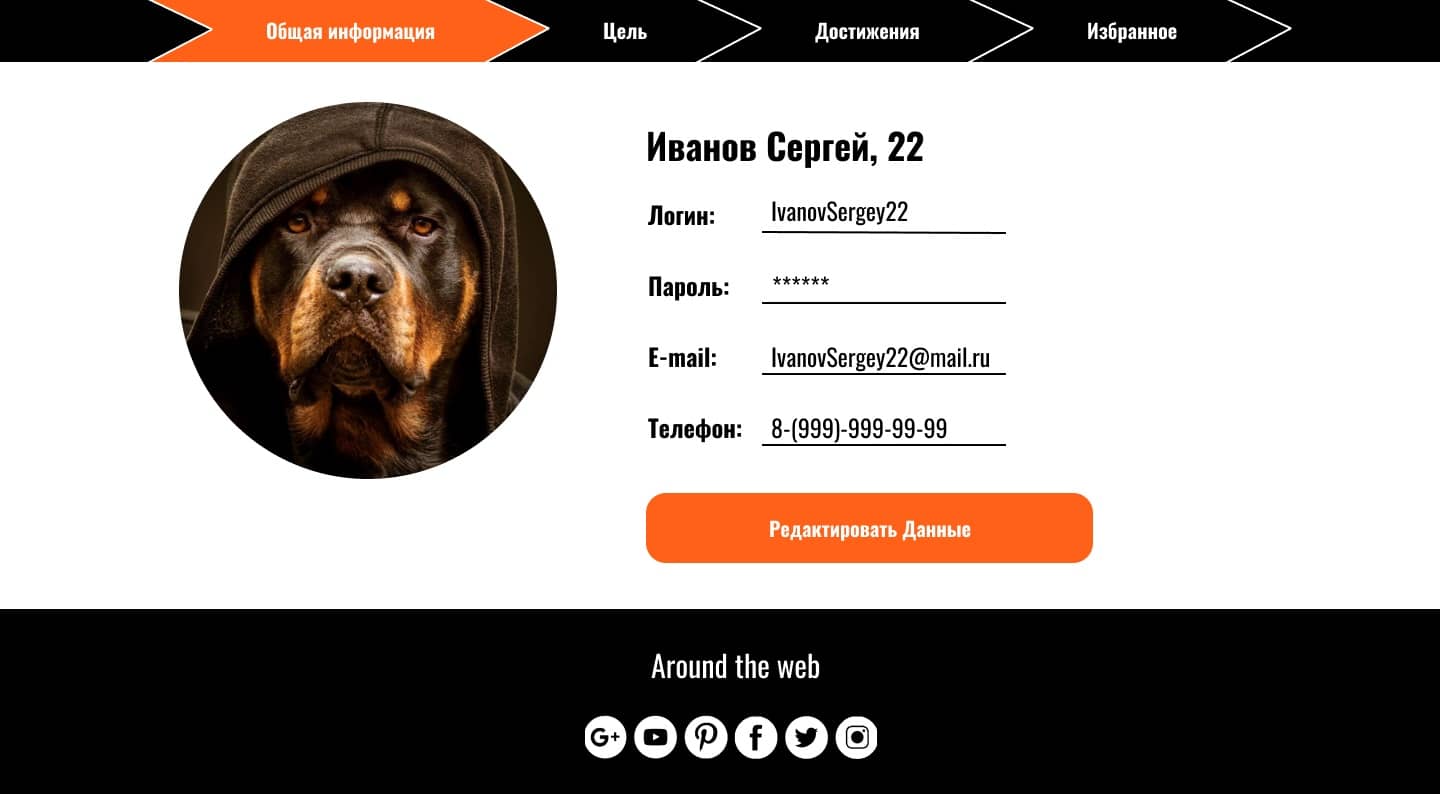 Общая информация
Цель
Достижения
Избранное
Иванов Сергей, 22
Логин: IvanovSergey22
Пароль: ******
E-mail: IvanovSergey22@mail.ru
Телефон: 8-(999)-999-99-99
Редактировать Данные
Around the web
G+